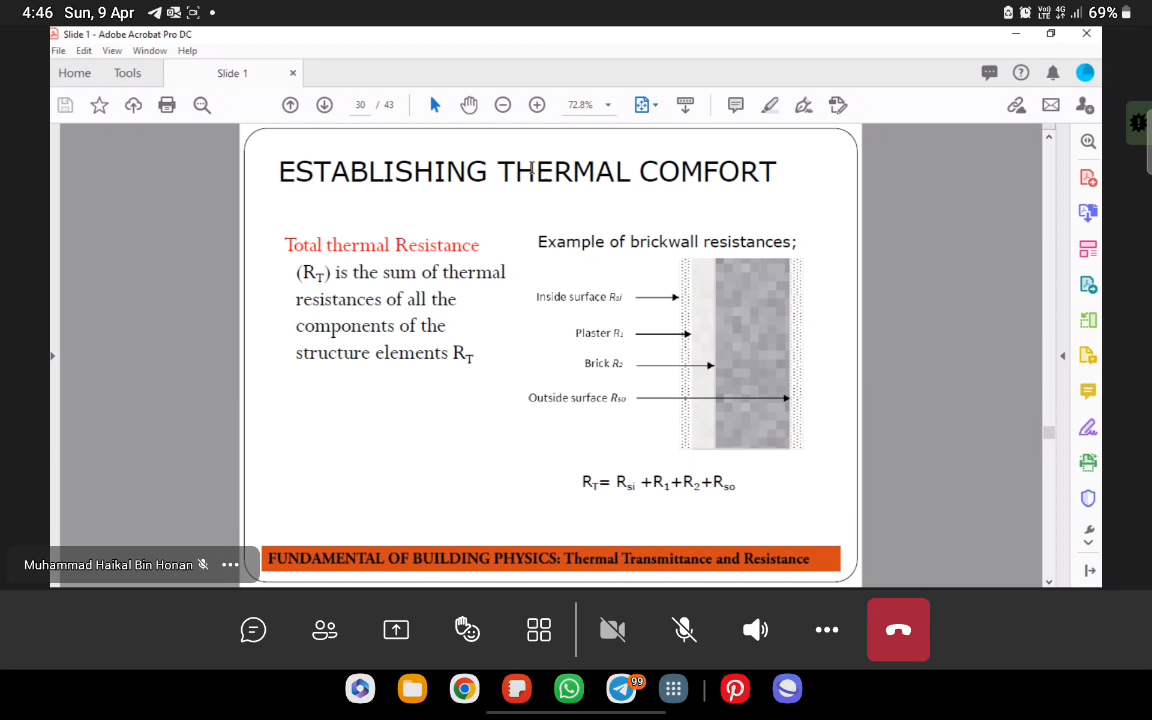 4:46 Sun, 9 Apr
69%
Slide 1 - Adobe Acrobat Pro DC
File Edit View Window Help
Home Tools Slide 1
30 / 43 72.8%
ESTABLISHING THERMAL COMFORT
Total thermal Resistance
(RT) is the sum of thermal
resistances of all the
components of the
structure elements RT
Example of brickwall resistances;
Inside surface Rsi
Plaster R1
Brick R2
Outside surface Rso
RT= Rsi +R1+R2+Rso
FUNDAMENTAL OF BUILDING PHYSICS: Thermal Transmittance and Resistance
Muhammad Haikal Bin Honan
99